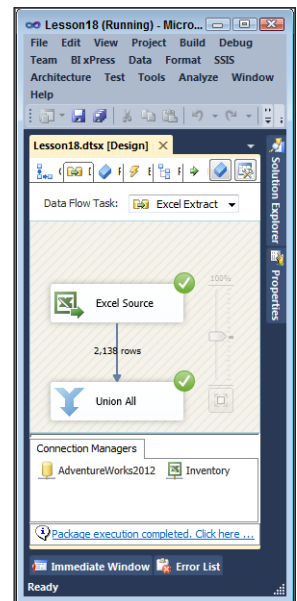 Lesson18 (Running) - Micro...
File Edit View Project Build Debug
Team BI xPress Data Format SSIS
Architecture Test Tools Analyze Window
Help
Lesson18.dtsx [Design]
Data Flow Task: Excel Extract
Solution Explorer
Properties
100%
Excel Source
2,138 rows
Union All
Connection Managers
AdventureWorks2012 Inventory
Package execution completed. Click here ...
Immediate Window Error List
Ready